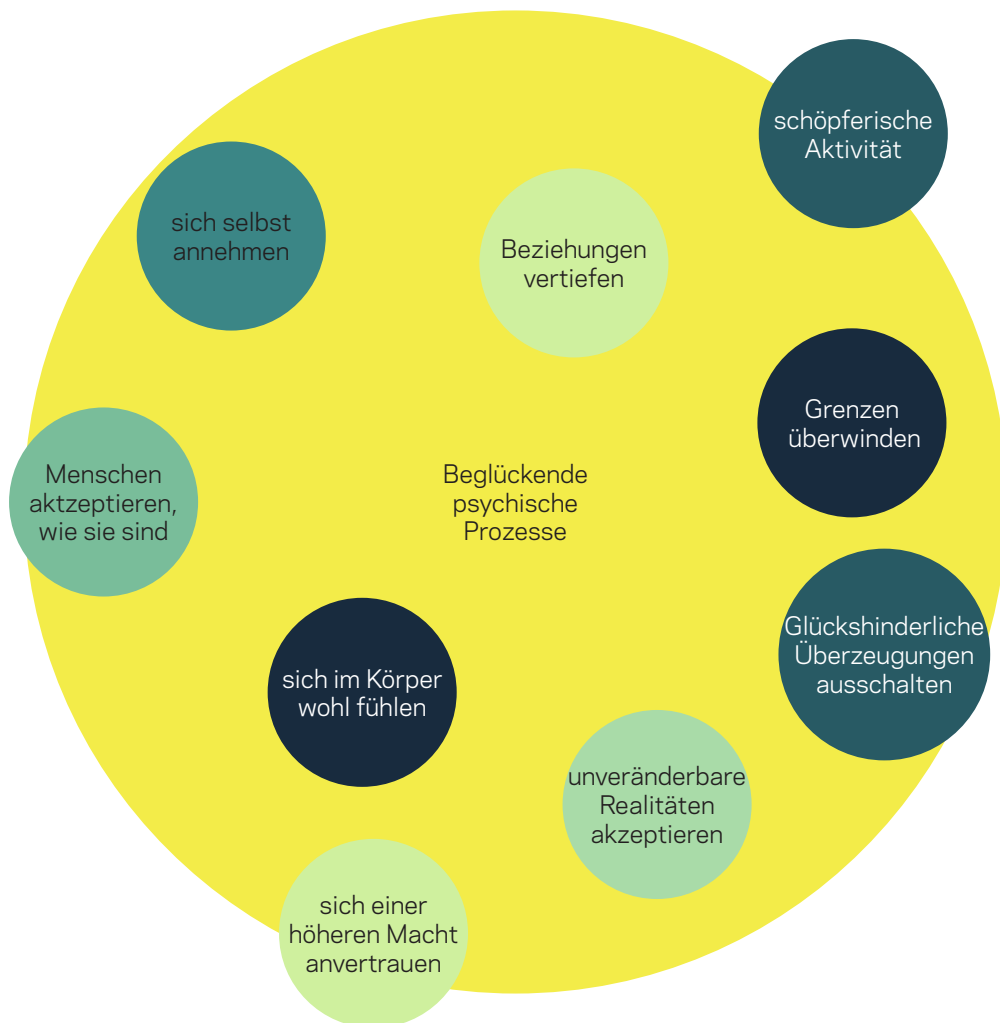 schöpferische
Aktivität
sich selbst
annehmen
Beziehungen
vertiefen
Grenzen
überwinden
Menschen
aktzeptieren,
wie sie sind
Beglückende
psychische
Prozesse
Glückshinderliche
Überzeugungen
ausschalten
sich im Körper
wohl fühlen
unveränderbare
Realitäten
akzeptieren
sich einer
höheren Macht
anvertrauen